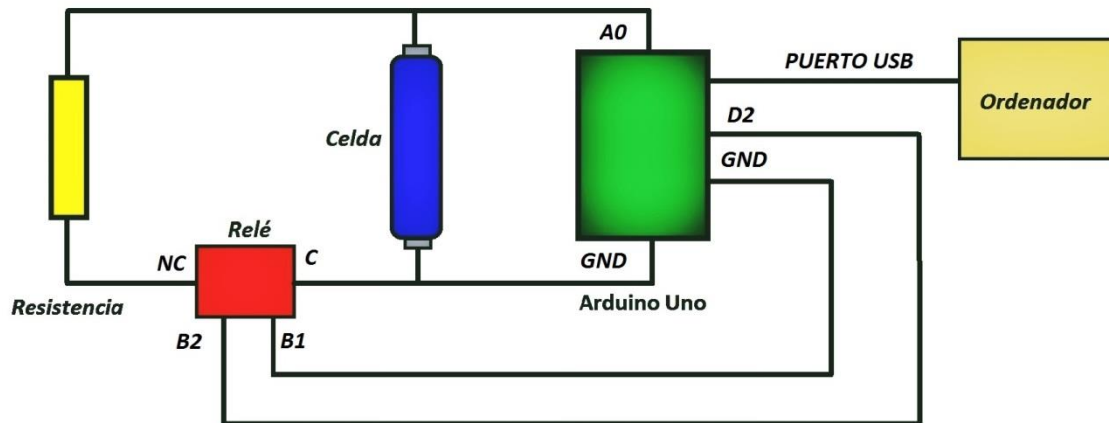 A0
PUERTO USB
Ordenador
D2
Celda
GND
Relé
NC
C
GND
Resistencia
Arduino Uno
B2
B1